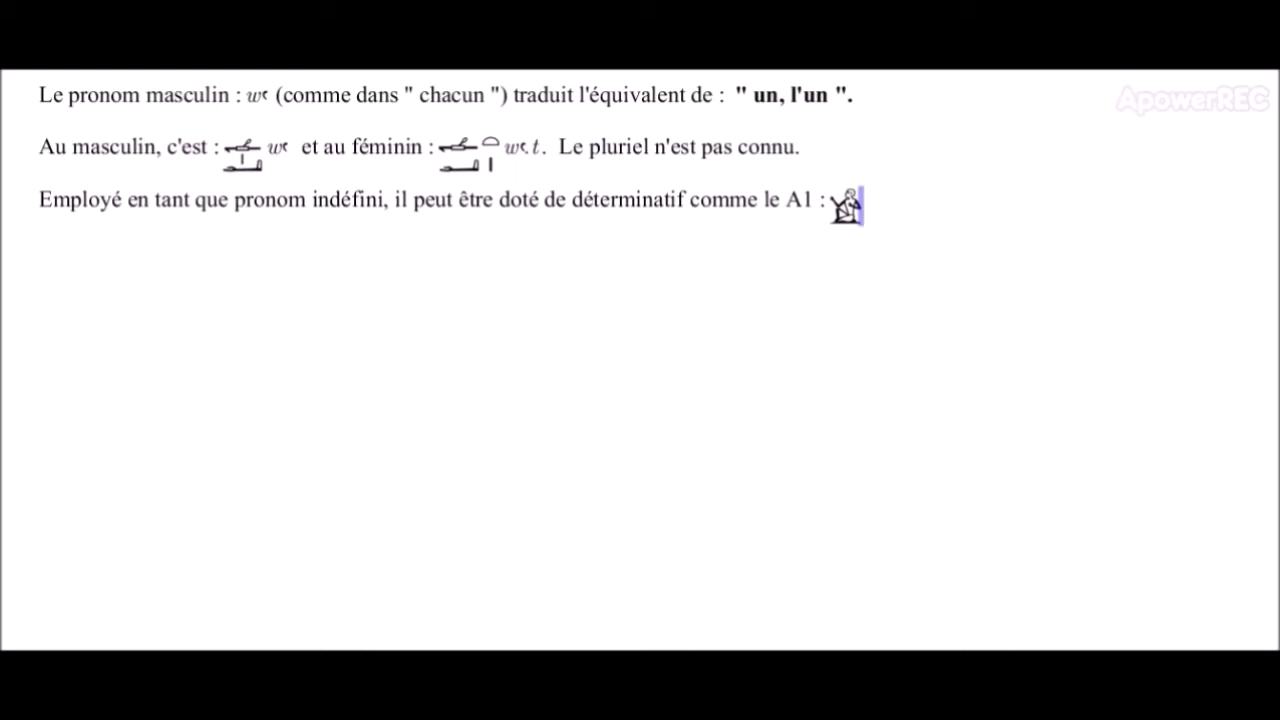 Le pronom masculin : wꜥ (comme dans " chacun ") traduit l'équivalent de : " un, l'un ".
ApowerREC
Au masculin, c'est : 𓌡𓏤𓂝 wꜥ et au féminin : 𓌡𓂝𓏏𓏤 wꜥ.t. Le pluriel n'est pas connu.
Employé en tant que pronom indéfini, il peut être doté de déterminatif comme le A1 : 𓀀